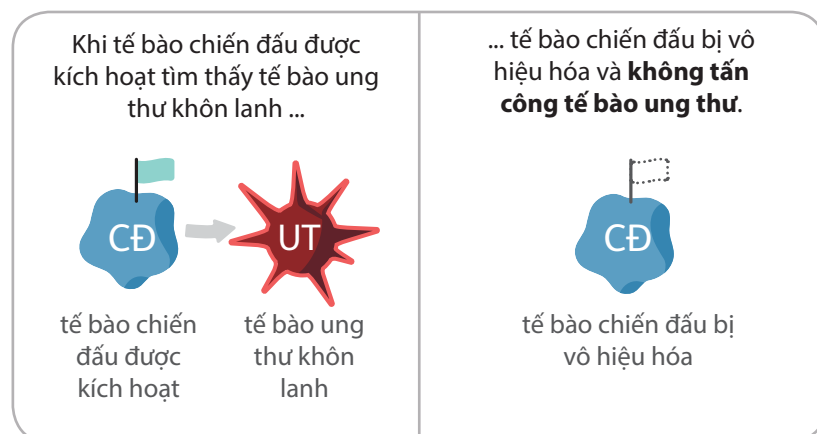 Khi tế bào chiến đấu được
kích hoạt tìm thấy tế bào ung
thư khôn lanh ...
CĐ
UT
tế bào chiến
đấu được
kích hoạt
tế bào ung
thư khôn
lanh
... tế bào chiến đấu bị vô
hiệu hóa và không tấn
công tế bào ung thư.
CĐ
tế bào chiến đấu bị
vô hiệu hóa